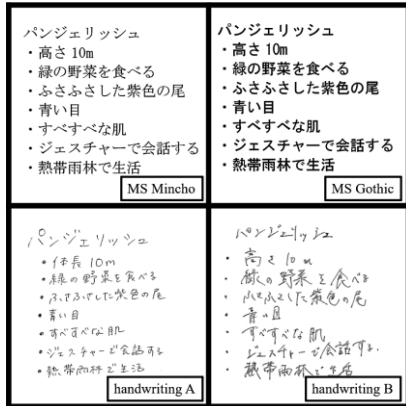 パンジェリッシュ
・高さ 10m
・緑の野菜を食べる
・ふさふさした紫色の尾
・青い目
・すべすべな肌
・ジェスチャーで会話する
・熱帯雨林で生活
MS Mincho
パンジェリッシュ
・高さ 10m
・緑の野菜を食べる
・ふさふさした紫色の尾
・青い目
・すべすべな肌
・ジェスチャーで会話する
・熱帯雨林で生活
MS Gothic
パンジェリッシュ
・体長 10m
・緑の野菜を食べる
・ふさふさした紫色の尾
・青い目
・すべすべな肌
・ジェスチャーで会話する
・熱帯雨林で生活
handwriting A
パンジェリッシュ
・高さ 10m
・緑の野菜を食べる
・ふさふさした紫色の尾
・青い目
・すべすべな肌
・ジェスチャーで会話する.
・熱帯雨林で生活
handwriting B